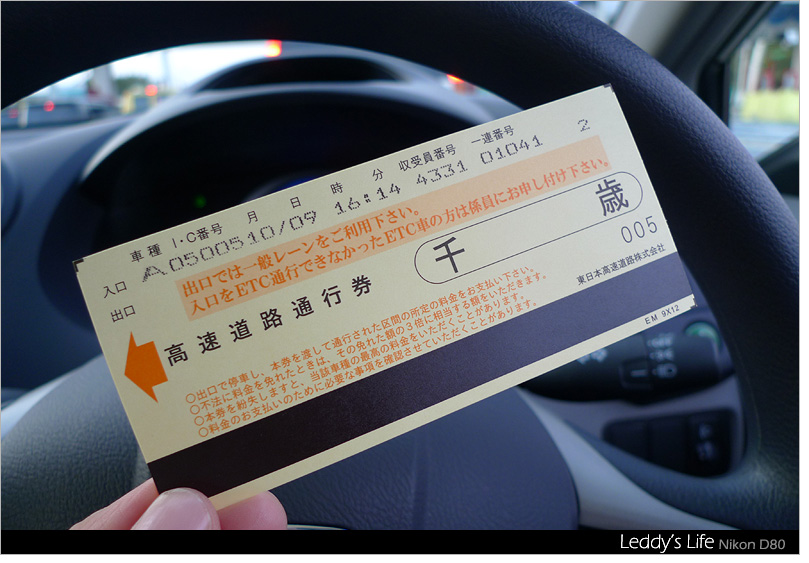 車種 I・C番号 月 日 時 分 収受員番号 一連番号
入口 A 0500510/09 16:14 4331 01041 2
出口
出口では一般レーンをご利用下さい。
入口をETC通行できなかったETC車の方は係員にお申し付け下さい。
高速道路通行券 千歳
005
○出口で停車し、本券を渡して通行された区間の所定の料金をお支払い下さい。
○不法に料金を免れたときは、その免れた額の3倍に相当する額をいただきます。
○本券を紛失しますと、当該車種の最高の料金をいただくことがあります。
○料金のお支払いのために必要な事項を確認させていただくことがあります。
東日本高速道路株式会社
EM 9X12
Leddy's Life Nikon D80